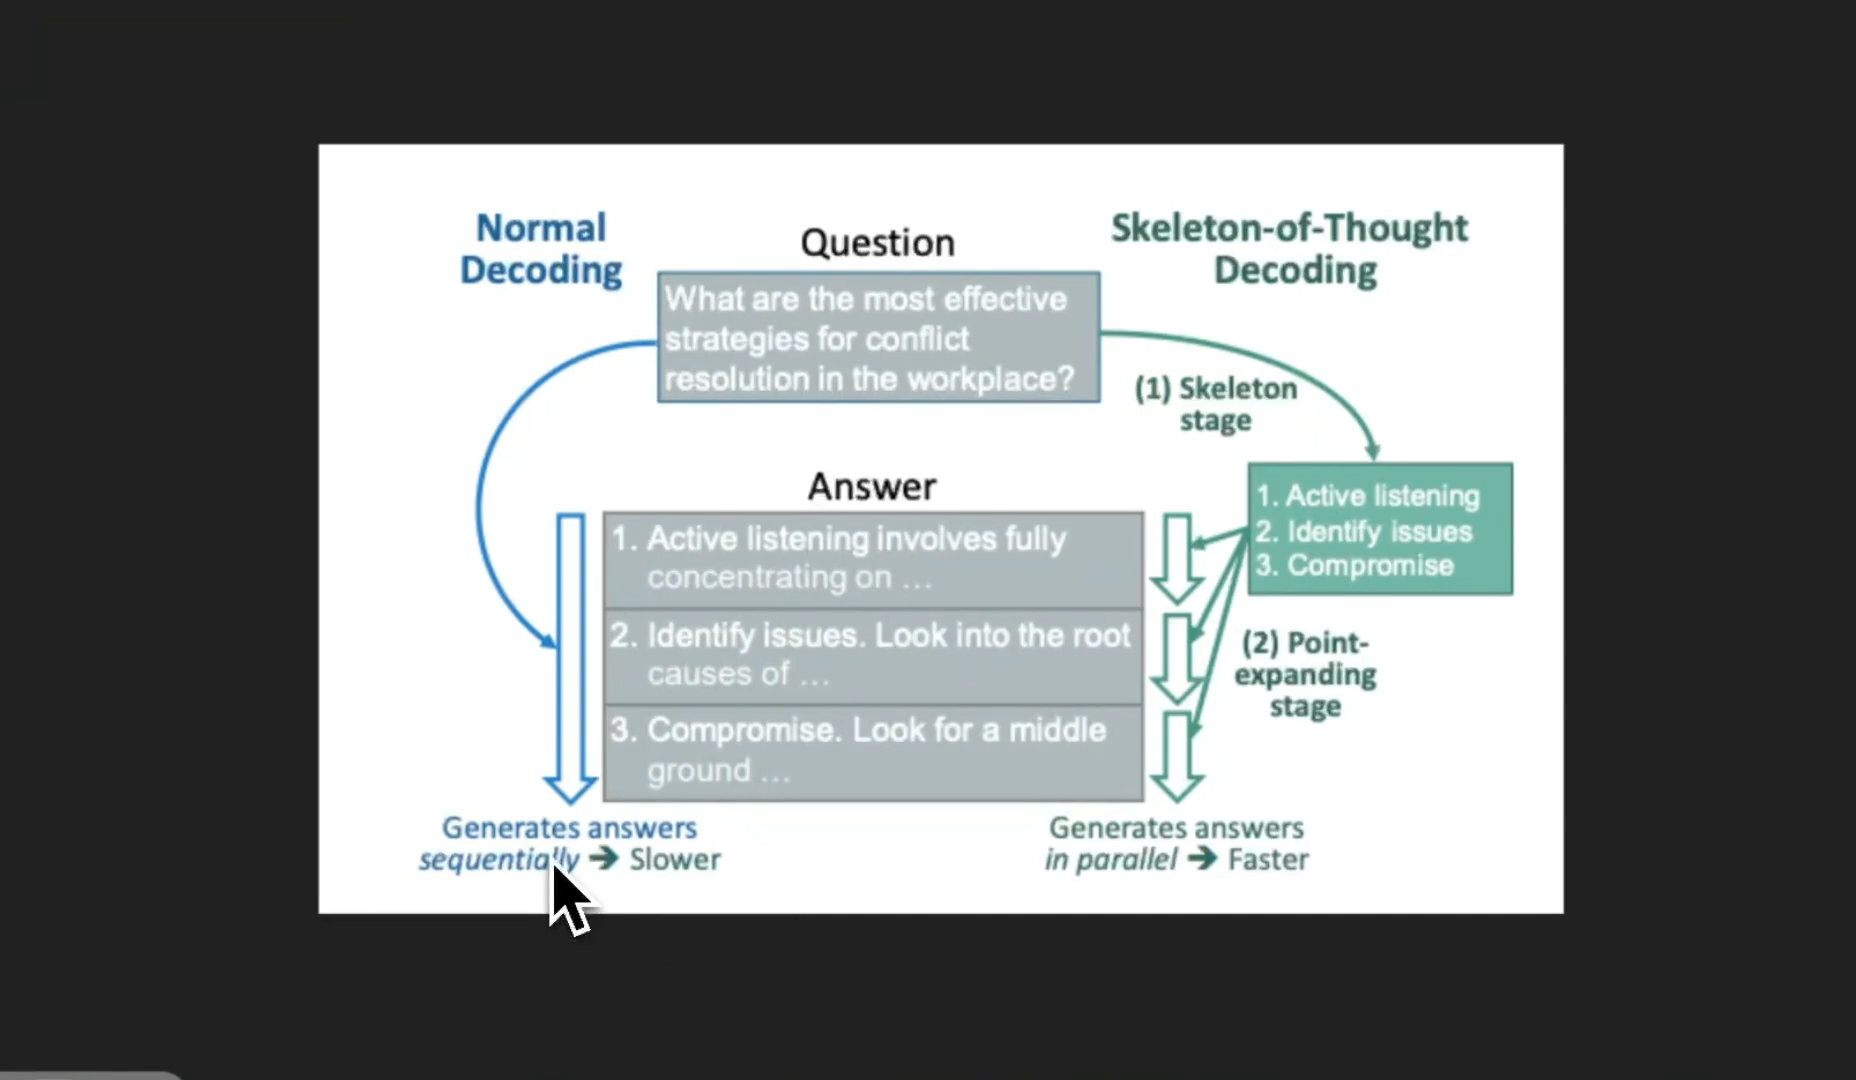 Normal
Decoding
Question
Skeleton-of-Thought
Decoding
What are the most effective
strategies for conflict
resolution in the workplace?
(1) Skeleton
stage
Answer
1. Active listening
2. Identify issues
3. Compromise
1. Active listening involves fully
concentrating on ...
2. Identify issues. Look into the root
causes of ...
3. Compromise. Look for a middle
ground ...
(2) Point-
expanding
stage
Generates answers
sequentially ➔ Slower
Generates answers
in parallel ➔ Faster